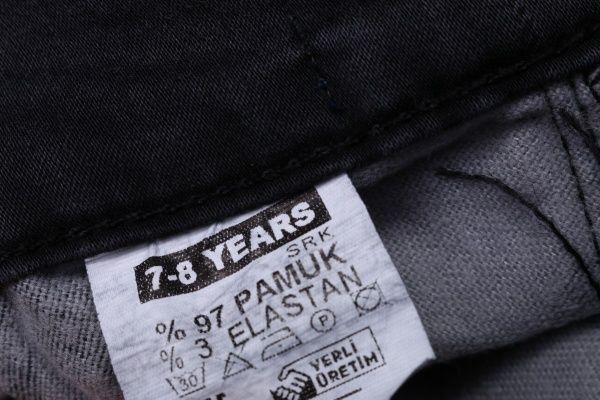 7-8 YEARS
SRK
% 97 PAMUK
% 3 ELASTAN
30 P
YERLİ
ÜRETİM